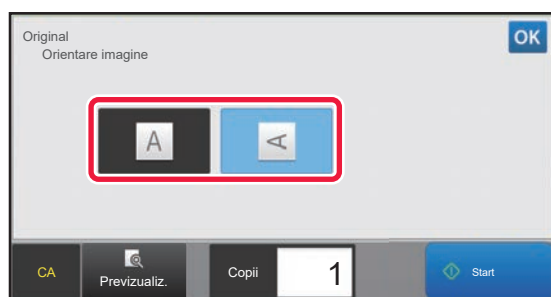 Original
OK
Orientare imagine
A
A
CA
Previzualiz.
Copii
1
Start